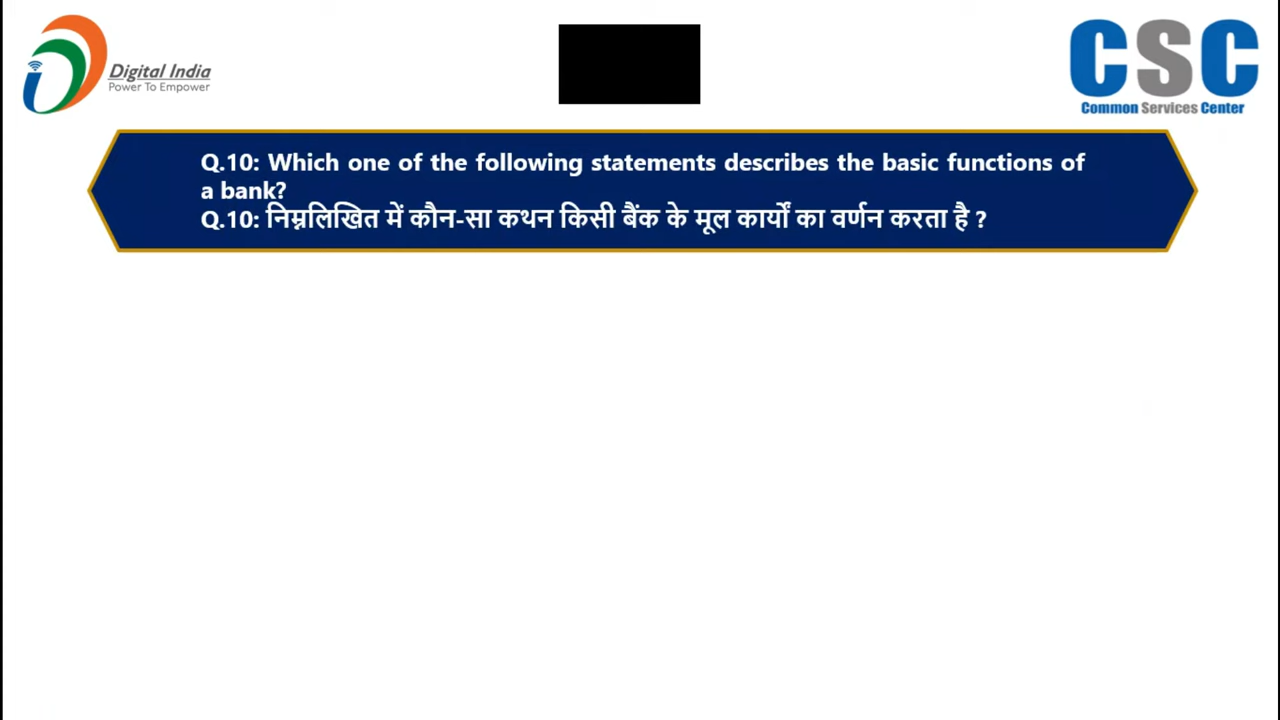 Digital India
Power To Empower
CSC
Common Services Center
Q.10: Which one of the following statements describes the basic functions of
a bank?
Q.10: निम्नलिखित में कौन-सा कथन किसी बैंक के मूल कार्यों का वर्णन करता है ?